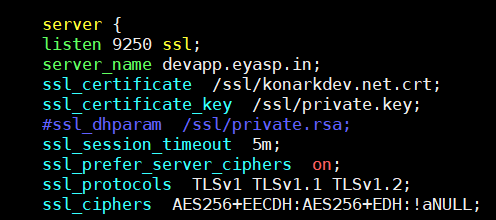 server {
listen 9250 ssl;
server_name devapp.eyasp.in;
ssl_certificate /ssl/konarkdev.net.crt;
ssl_certificate_key /ssl/private.key;
#ssl_dhparam /ssl/private.rsa;
ssl_session_timeout 5m;
ssl_prefer_server_ciphers on;
ssl_protocols TLSv1 TLSv1.1 TLSv1.2;
ssl_ciphers AES256+EECDH:AES256+EDH:!aNULL;